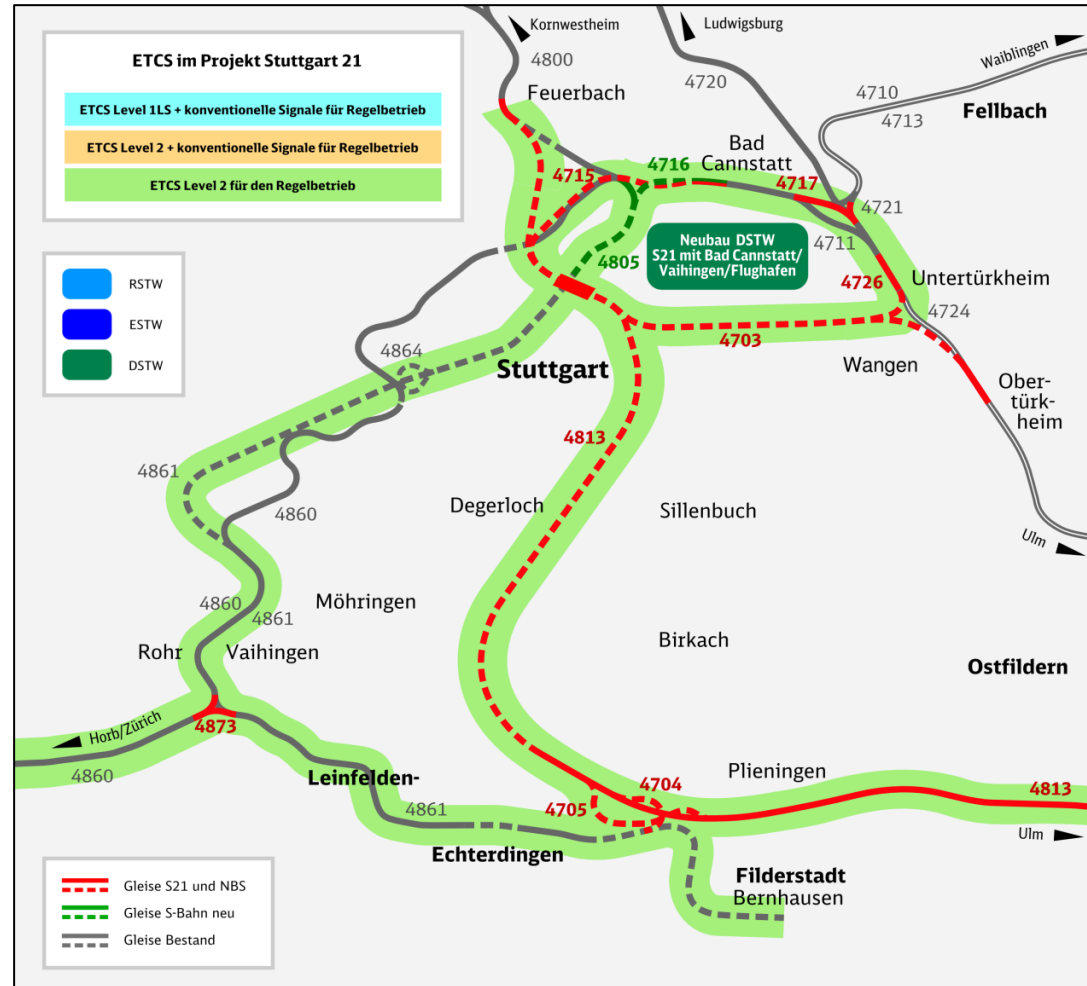 ETCS im Projekt Stuttgart 21
ETCS Level 1LS + konventionelle Signale für Regelbetrieb
ETCS Level 2 + konventionelle Signale für Regelbetrieb
ETCS Level 2 für den Regelbetrieb
RSTW
ESTW
DSTW
Kornwestheim
4800
Feuerbach
Ludwigsburg
4720
Waiblingen
4710
4713
Fellbach
Bad
Cannstatt
4715
4716
4717
4721
4711
Neubau DSTW
S21 mit Bad Cannstatt/
Vaihingen/Flughafen
4805
4726
Untertürkheim
4724
4703
Wangen
Ober-
türk-
heim
Ulm
4864
Stuttgart
4813
4861
4860
Degerloch
Sillenbuch
4860
4861
Möhringen
Birkach
Rohr
Vaihingen
Ostfildern
Horb/Zürich
4873
4860
Leinfelden-
4861
Echterdingen
4704
4705
Plieningen
4813
Ulm
Filderstadt
Bernhausen
Gleise S21 und NBS
Gleise S-Bahn neu
Gleise Bestand